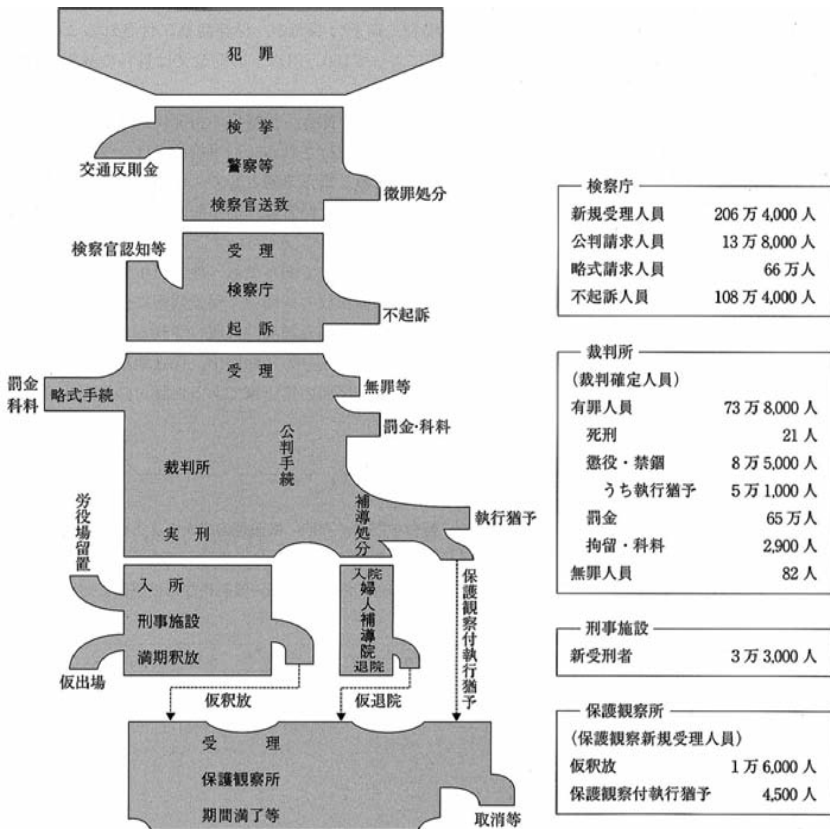 犯罪
検挙
警察等
検察官送致
交通反則金
微罪処分
検察官認知等
受理
検察庁
起訴
不起訴
罰金
科料
略式手続
受理
裁判所
実刑
公判手続
無罪等
罰金・科料
補導処分
執行猶予
労役場留置
仮出場
入所
刑事施設
満期釈放
入院
婦人補導院
退院
保護観察付執行猶予
仮釈放
仮退院
受理
保護観察所
期間満了等
取消等
検察庁
新規受理人員 206万4,000人
公判請求人員 13万8,000人
略式請求人員 66万人
不起訴人員 108万4,000人
裁判所
(裁判確定人員)
有罪人員 73万8,000人
死刑 21人
懲役・禁錮 8万5,000人
うち執行猶予 5万1,000人
罰金 65万人
拘留・科料 2,900人
無罪人員 82人
刑事施設
新受刑者 3万3,000人
保護観察所
(保護観察新規受理人員)
仮釈放 1万6,000人
保護観察付執行猶予 4,500人